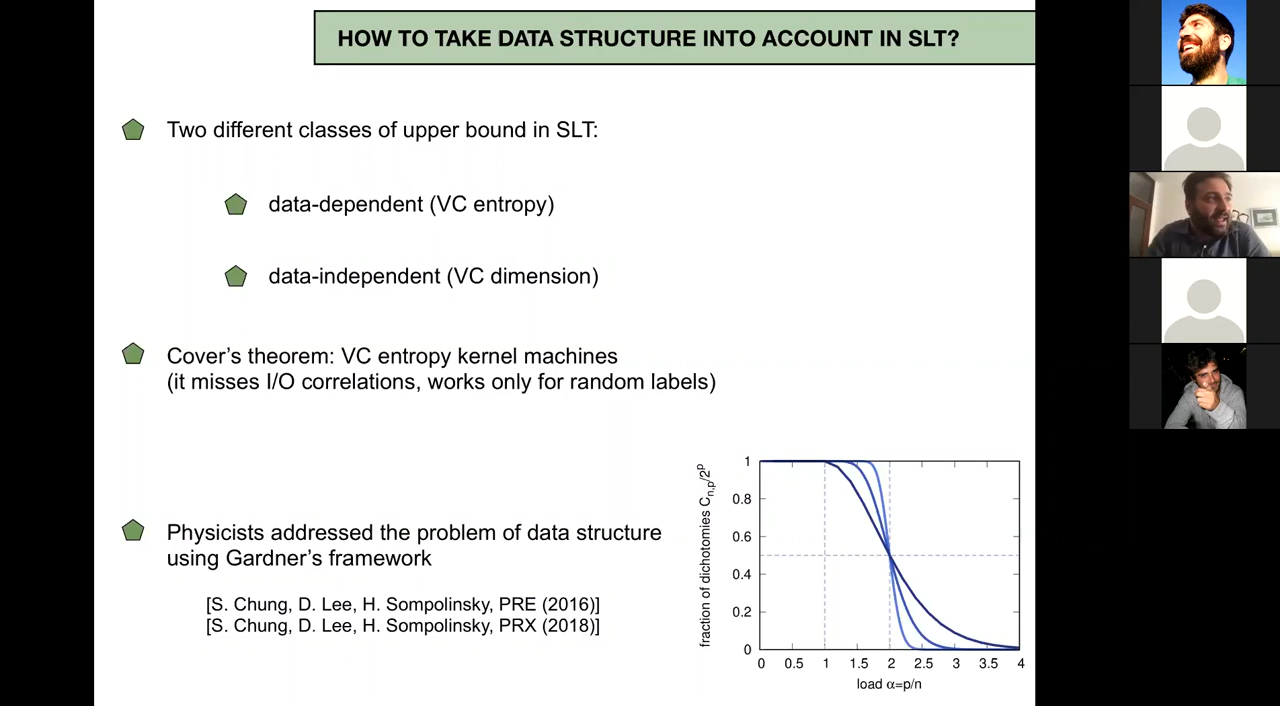 HOW TO TAKE DATA STRUCTURE INTO ACCOUNT IN SLT?
Two different classes of upper bound in SLT:
data-dependent (VC entropy)
data-independent (VC dimension)
Cover's theorem: VC entropy kernel machines
(it misses I/O correlations, works only for random labels)
Physicists addressed the problem of data structure
using Gardner's framework
[S. Chung, D. Lee, H. Sompolinsky, PRE (2016)]
[S. Chung, D. Lee, H. Sompolinsky, PRX (2018)]
fraction of dichotomies Cn,p/2^p
1
0.8
0.6
0.4
0.2
0
0 0.5 1 1.5 2 2.5 3 3.5 4
load α=p/n